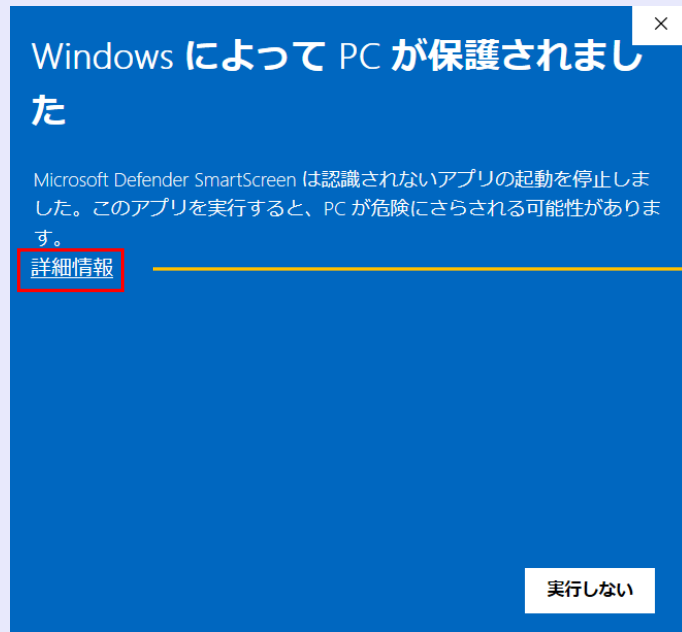 Windows によって PC が保護されまし
た
Microsoft Defender SmartScreen は認識されないアプリの起動を停止しま
した。このアプリを実行すると、PC が危険にさらされる可能性がありま
す。
詳細情報
実行しない